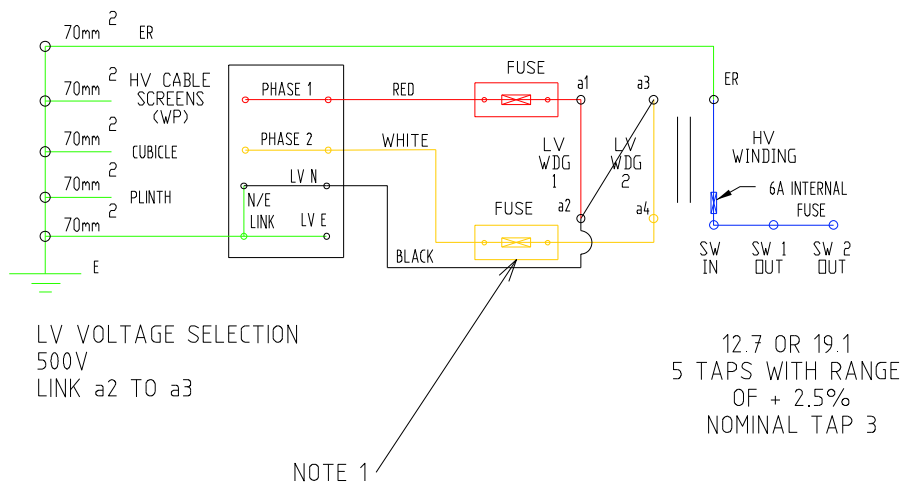 70mm 2 ER
70mm 2 HV CABLE
SCREENS
(WP)
70mm 2 CUBICLE
70mm 2 PLINTH
70mm 2
E
PHASE 1
PHASE 2
LV N
N/E
LINK
LV E
RED
WHITE
BLACK
FUSE
FUSE
a1
a3
LV
WDG
1
LV
WDG
2
a2
a4
ER
HV
WINDING
6A INTERNAL
FUSE
SW
IN
SW 1
OUT
SW 2
OUT
LV VOLTAGE SELECTION
500V
LINK a2 TO a3
12.7 OR 19.1
5 TAPS WITH RANGE
OF + 2.5%
NOMINAL TAP 3
NOTE 1